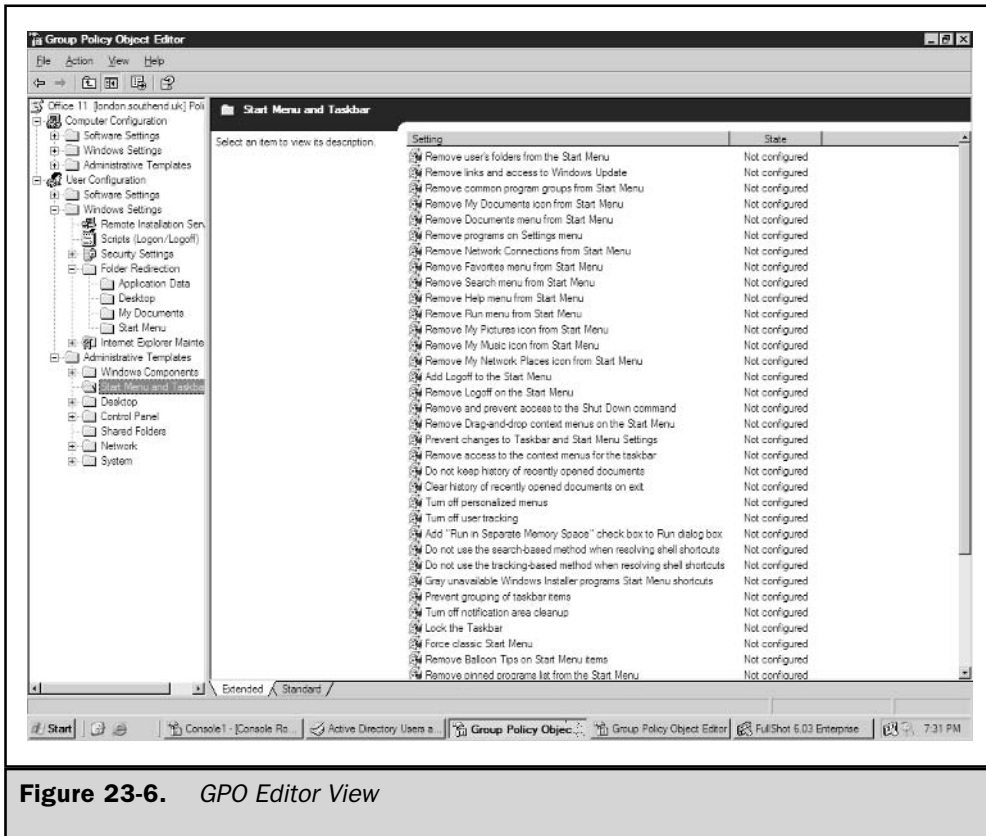 Group Policy Object Editor
File Action View Help
Office 11 [london.southend.uk] Poli
Computer Configuration
Software Settings
Windows Settings
Administrative Templates
User Configuration
Software Settings
Windows Settings
Remote Installation Serv
Scripts (Logon/Logoff)
Security Settings
Folder Redirection
Application Data
Desktop
My Documents
Start Menu
Internet Explorer Mainte
Administrative Templates
Windows Components
Start Menu and Taskba
Desktop
Control Panel
Shared Folders
Network
System
Start Menu and Taskbar
Select an item to view its description.
Setting State
Remove user's folders from the Start Menu Not configured
Remove links and access to Windows Update Not configured
Remove common program groups from Start Menu Not configured
Remove My Documents icon from Start Menu Not configured
Remove Documents menu from Start Menu Not configured
Remove programs on Settings menu Not configured
Remove Network Connections from Start Menu Not configured
Remove Favorites menu from Start Menu Not configured
Remove Search menu from Start Menu Not configured
Remove Help menu from Start Menu Not configured
Remove Run menu from Start Menu Not configured
Remove My Pictures icon from Start Menu Not configured
Remove My Music icon from Start Menu Not configured
Remove My Network Places icon from Start Menu Not configured
Add Logoff to the Start Menu Not configured
Remove Logoff on the Start Menu Not configured
Remove and prevent access to the Shut Down command Not configured
Remove Drag-and-drop context menus on the Start Menu Not configured
Prevent changes to Taskbar and Start Menu Settings Not configured
Remove access to the context menus for the taskbar Not configured
Do not keep history of recently opened documents Not configured
Clear history of recently opened documents on exit Not configured
Turn off personalized menus Not configured
Turn off user tracking Not configured
Add "Run in Separate Memory Space" check box to Run dialog box Not configured
Do not use the search-based method when resolving shell shortcuts Not configured
Do not use the tracking-based method when resolving shell shortcuts Not configured
Gray unavailable Windows Installer programs Start Menu shortcuts Not configured
Prevent grouping of taskbar items Not configured
Turn off notification area cleanup Not configured
Lock the Taskbar Not configured
Force classic Start Menu Not configured
Remove Balloon Tips on Start Menu items Not configured
Remove pinned programs list from the Start Menu Not configured
Extended Standard
Start Console1 - [Console Ro... Active Directory Users a... Group Policy Objec... Group Policy Object Editor FullShot 6.03 Enterprise 7:31 PM
Figure 23-6. GPO Editor View